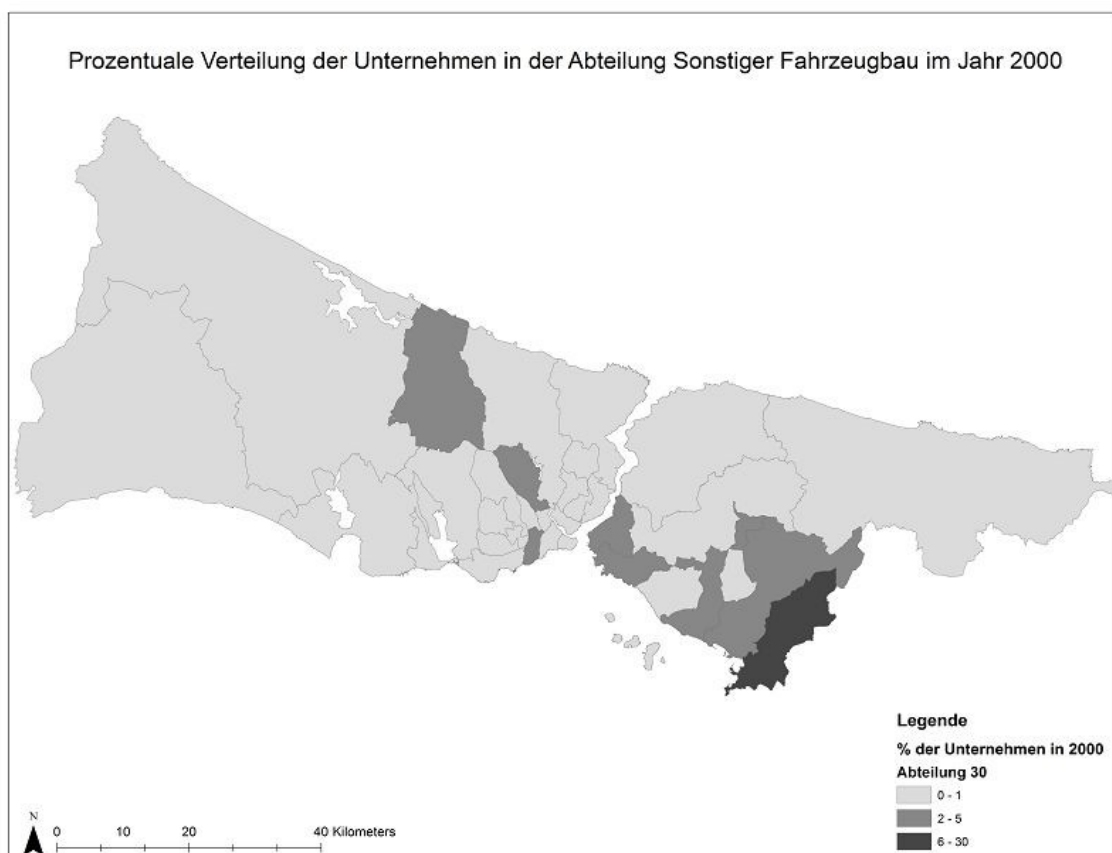 Prozentuale Verteilung der Unternehmen in der Abteilung Sonstiger Fahrzeugbau im Jahr 2000
Legende
% der Unternehmen in 2000
Abteilung 30
0 - 1
2 - 5
6 - 30
N
0 10 20 40 Kilometers